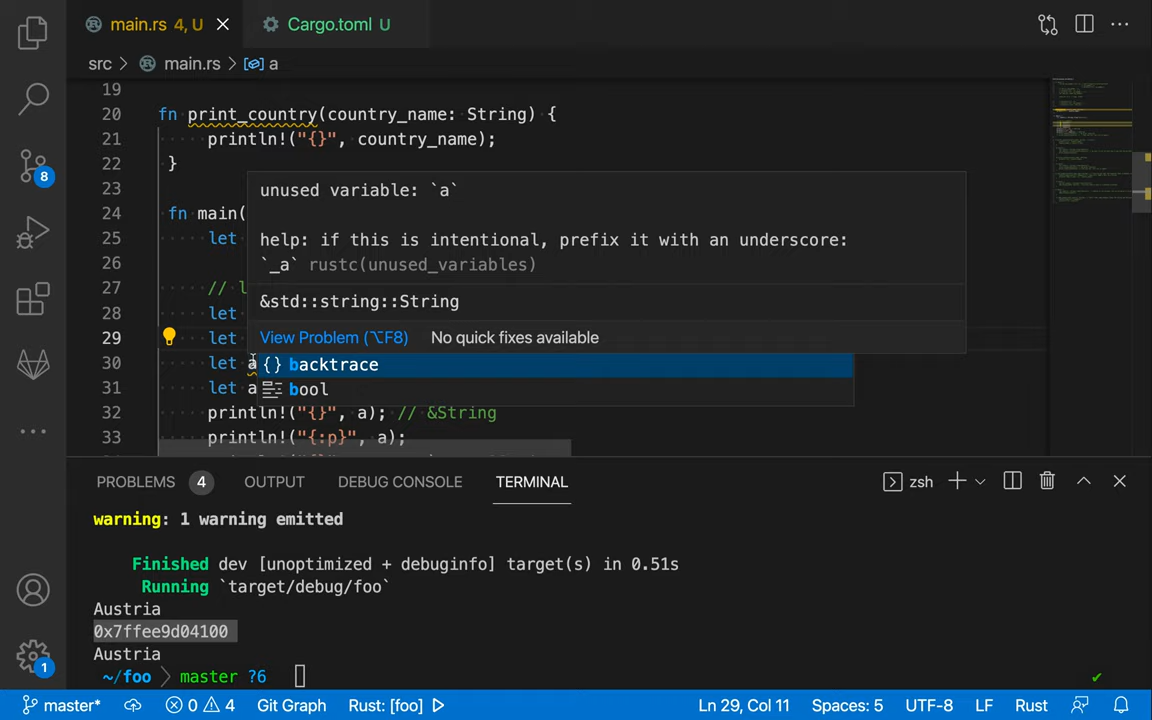 main.rs 4, U
Cargo.toml U
src > main.rs > a
19
20 fn print_country(country_name: String) {
21 println!("{}", country_name);
22 }
23
24 fn main(
25 let
26
27 // l
28 let
29 let
30 let a
31 let a
32 println!("{}", a); // &String
33 println!("{:p}", a);
unused variable: `a`
help: if this is intentional, prefix it with an underscore:
`_a` rustc(unused_variables)
&std::string::String
View Problem (⌥F8) No quick fixes available
{} backtrace
bool
8
PROBLEMS 4 OUTPUT DEBUG CONSOLE TERMINAL
zsh
warning: 1 warning emitted
Finished dev [unoptimized + debuginfo] target(s) in 0.51s
Running `target/debug/foo`
Austria
0x7ffee9d04100
Austria
~/foo > master ?6
1
master* 0 4 Git Graph Rust: [foo] Ln 29, Col 11 Spaces: 5 UTF-8 LF Rust